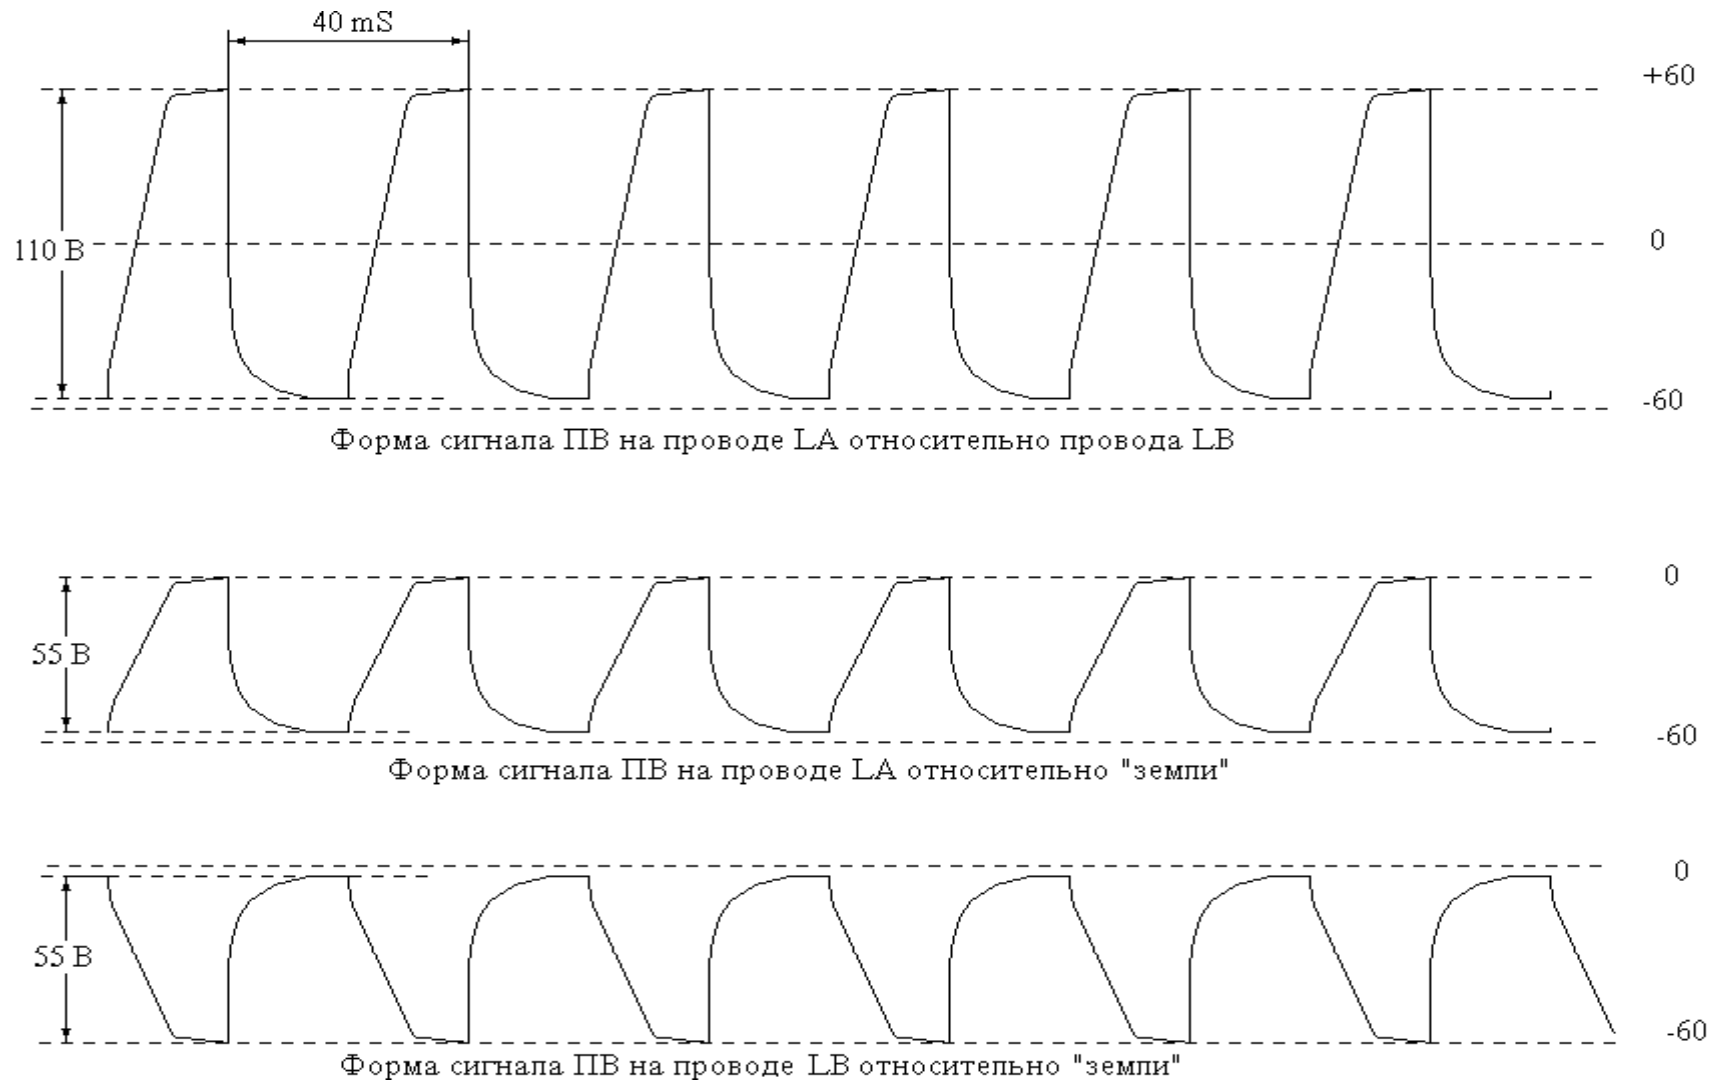 40 mS
+60
110 В
0
-60
Форма сигнала ПВ на проводе LA относительно провода LB
0
55 В
-60
Форма сигнала ПВ на проводе LA относительно "земли"
0
55 В
-60
Форма сигнала ПВ на проводе LB относительно "земли"